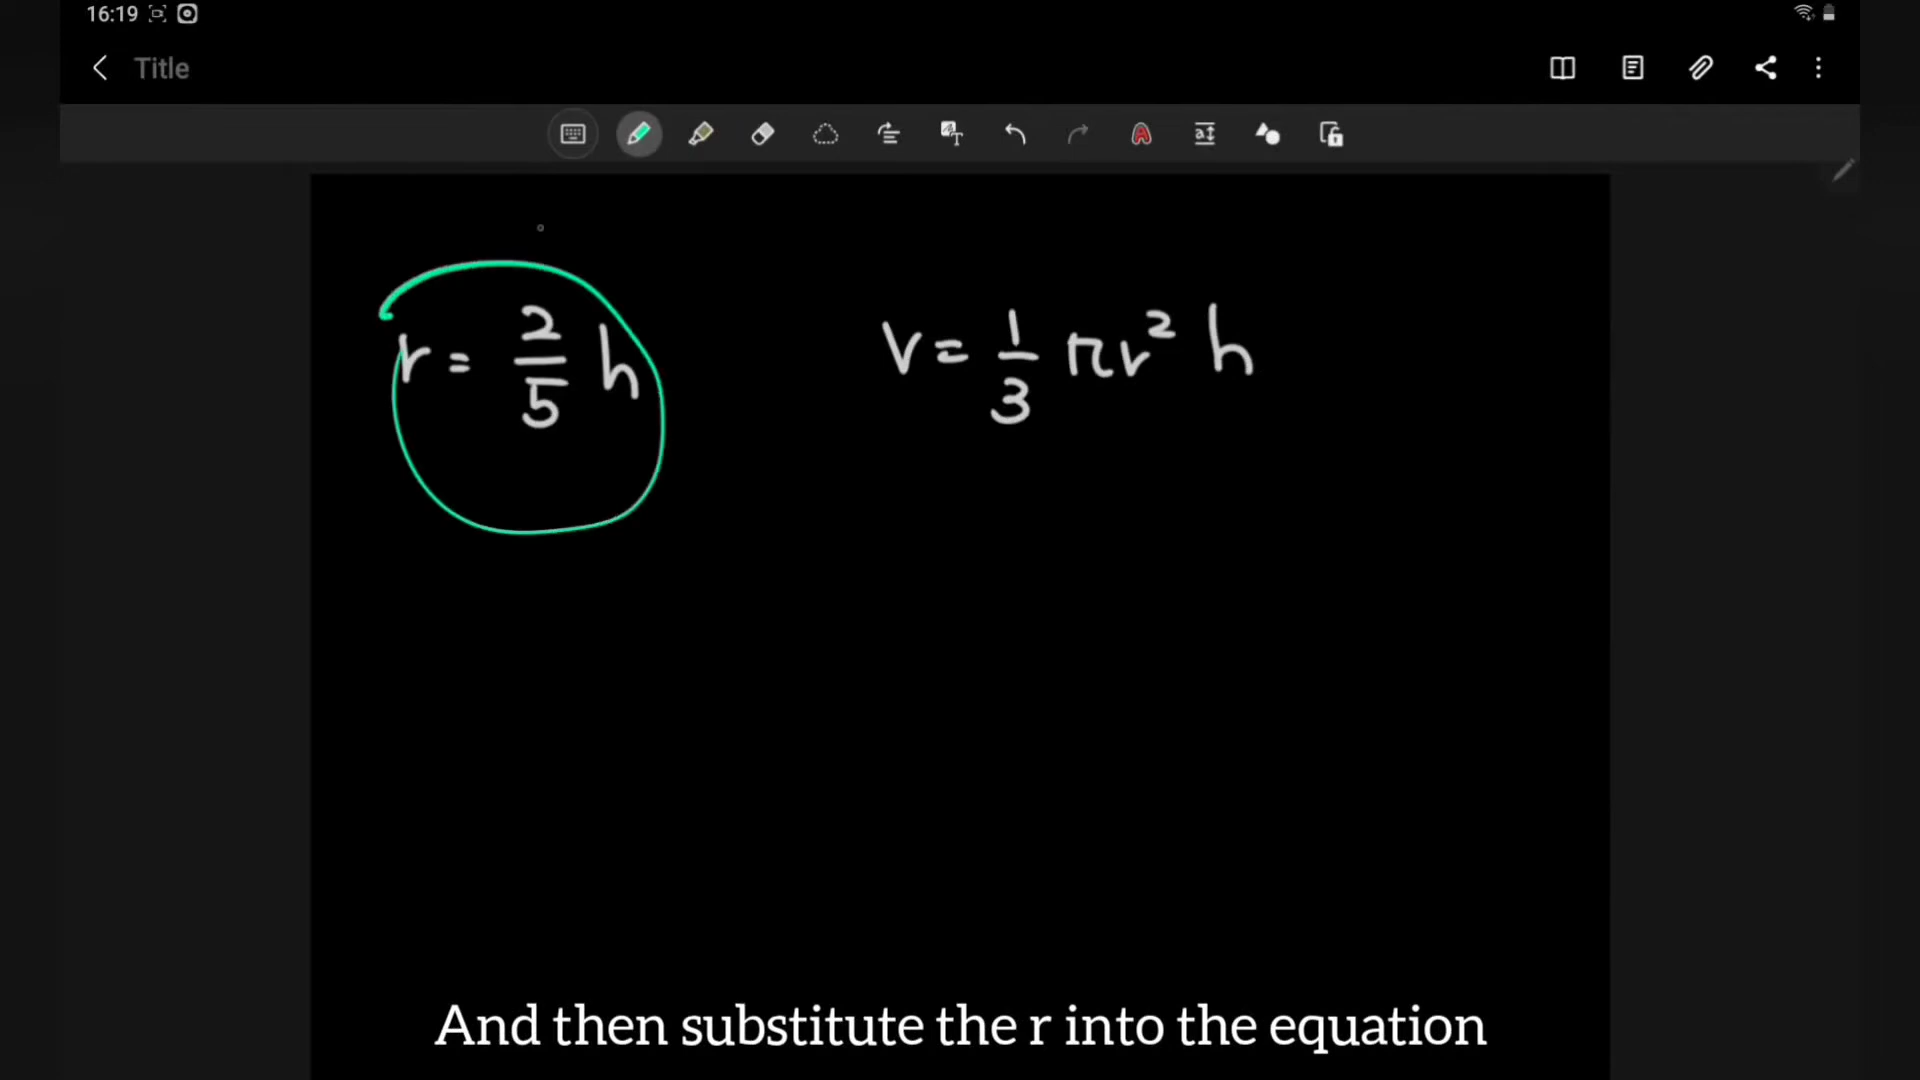 16:19
Title
r = 2/5 h
V = 1/3 πr² h
And then substitute the r into the equation